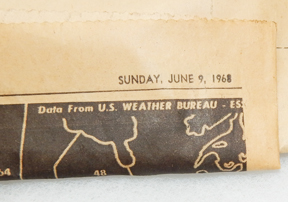 SUNDAY, JUNE 9, 1968
Data From U.S. WEATHER BUREAU - ES
48